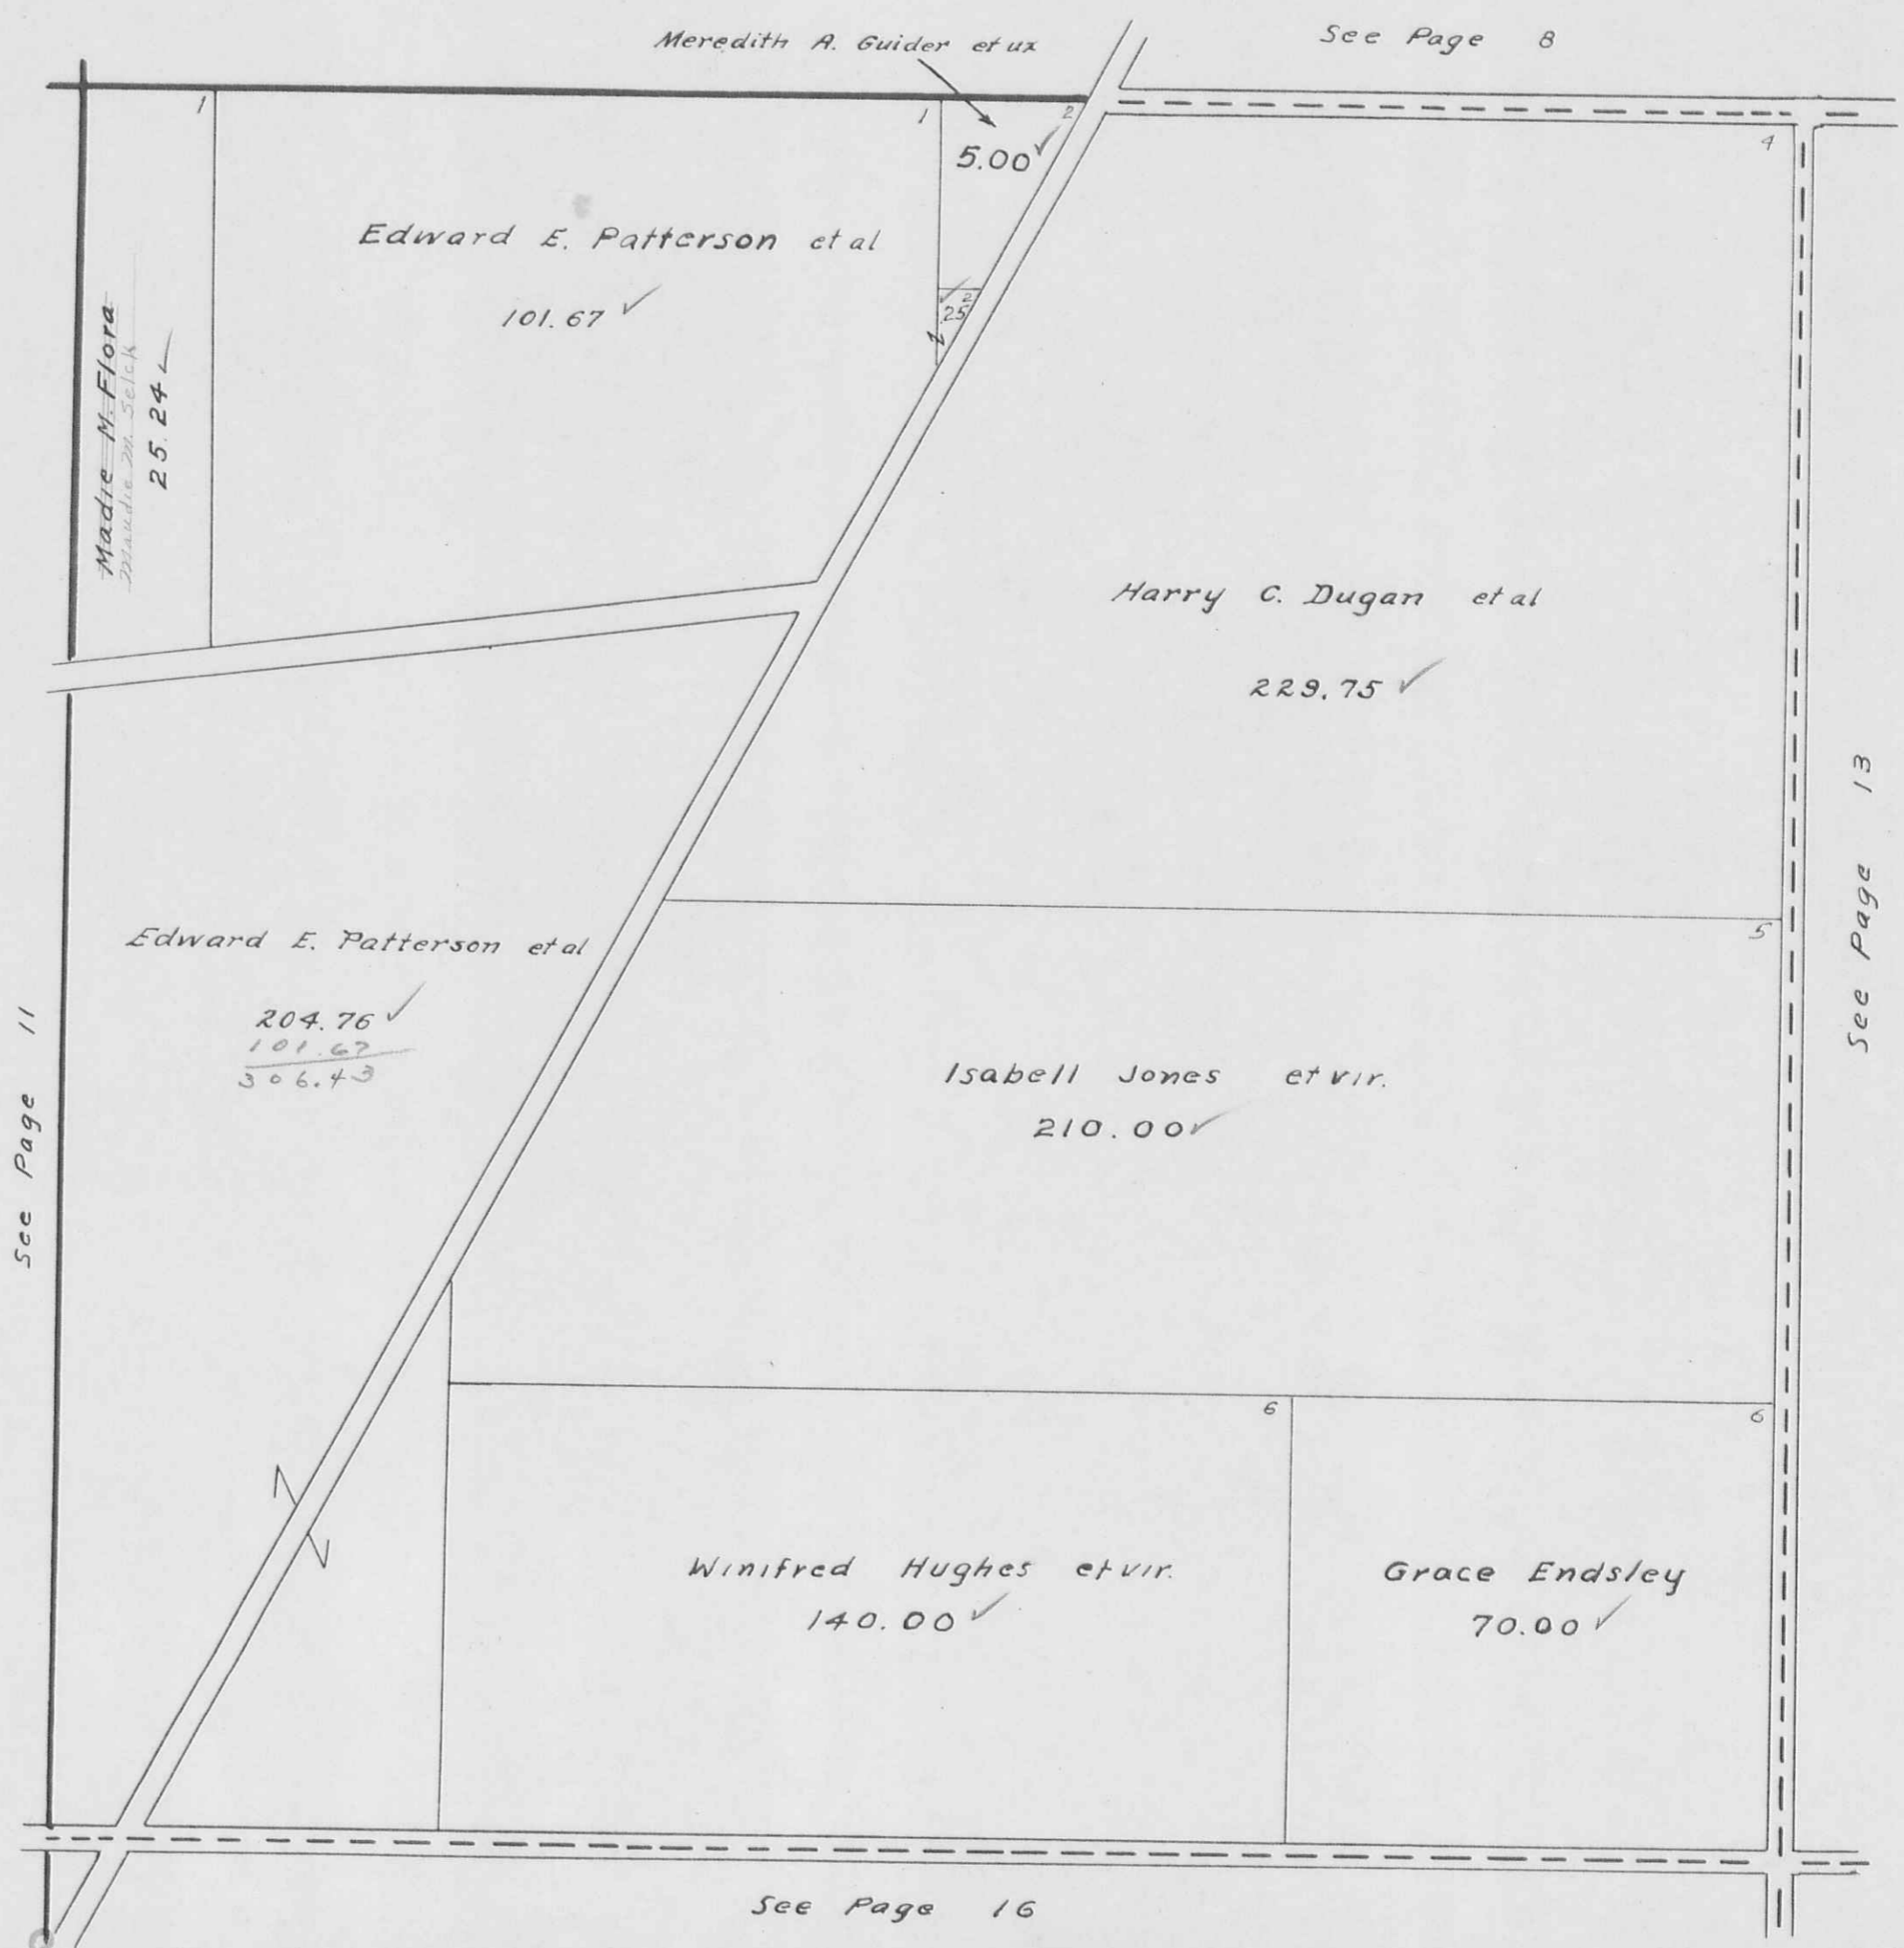 Meredith A. Guider et ux
See Page 8
1
1
2
4
5.00 ✓
Edward E. Patterson et al
101.67 ✓
2
25
Madie M. Flora
Maudie M. Selck
25.24
Harry C. Dugan et al
229.75 ✓
See Page 13
5
Edward E. Patterson et al
204.76 ✓
101.67
306.43
See Page 11
Isabell Jones et vir.
210.00 ✓
6
6
Winifred Hughes et vir.
140.00 ✓
Grace Endsley
70.00 ✓
See Page 16